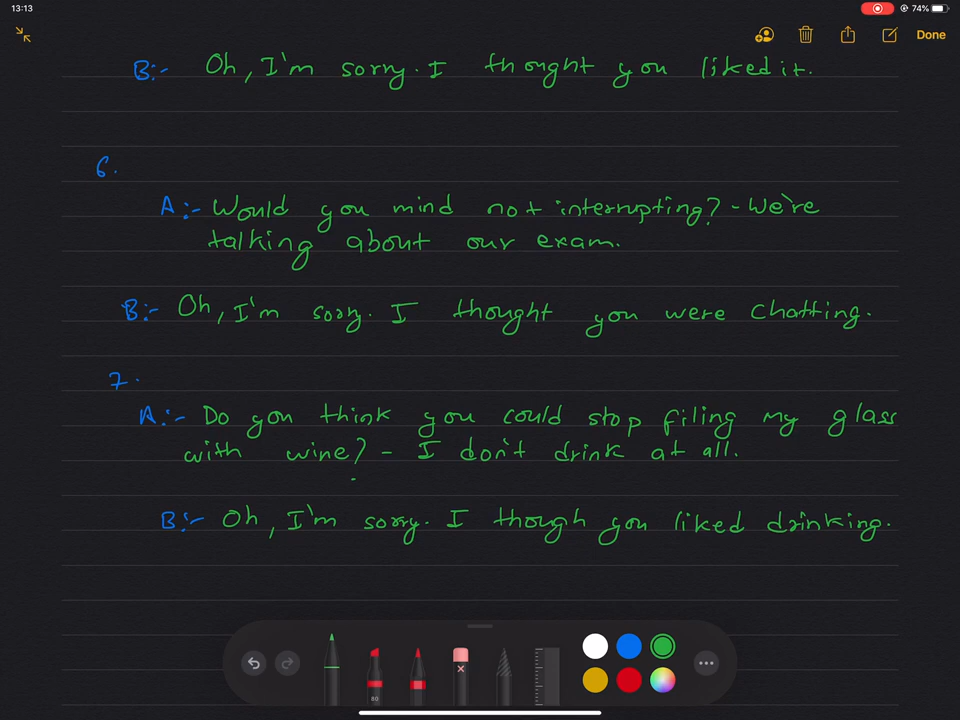 13:13
74%
Done
B:- Oh, I'm sorry. I thought you liked it.
6.
A:- Would you mind not interrupting? - We're
talking about our exam.
B:- Oh, I'm sorry. I thought you were chatting.
7.
A:- Do you think you could stop filing my glass
with wine? - I don't drink at all.
B:- Oh, I'm sorry. I though you liked drinking.
80